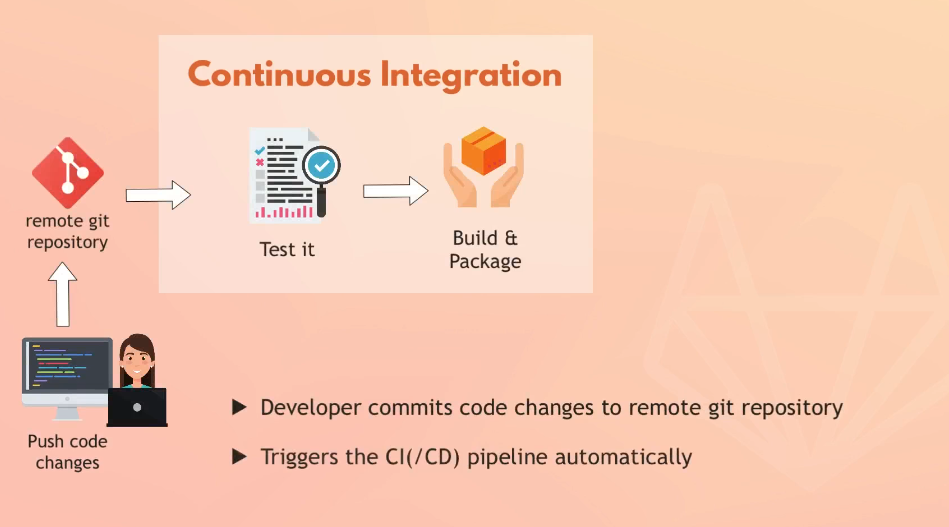 Continuous Integration
remote git
repository
Test it
Build &
Package
Push code
changes
Developer commits code changes to remote git repository
Triggers the CI(/CD) pipeline automatically